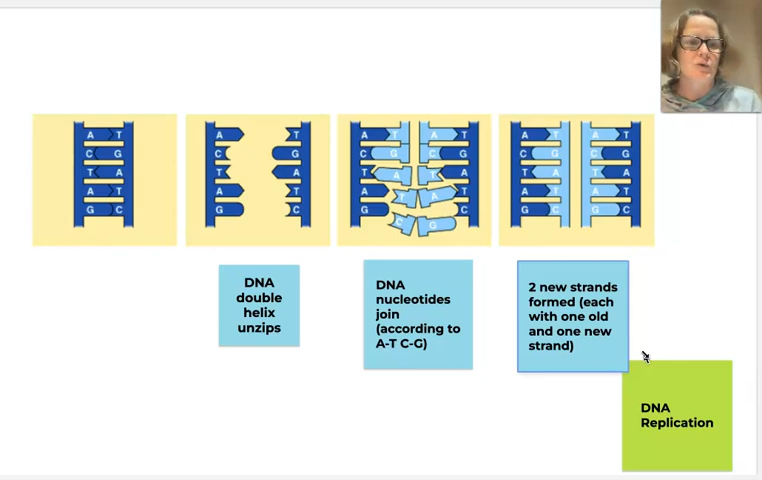 A T
C G
T A
A T
G C
A T
C G
T A
A T
G C
A T A T
C G C G
T A T A
A T A T
G C G C
A T A T
C G C G
T A T A
A T A T
G C G C
DNA
double
helix
unzips
DNA
nucleotides
join
(according to
A-T C-G)
2 new strands
formed (each
with one old
and one new
strand)
DNA
Replication